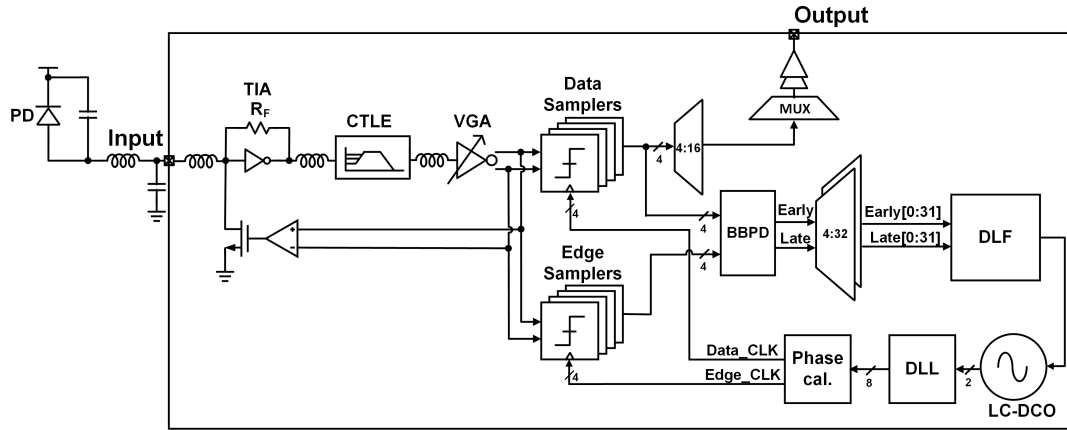 Output
PD
Input
TIA
R_F
CTLE
VGA
Data
Samplers
MUX
4
4:16
4
4
BBPD
Early
Late
4:32
Early[0:31]
Late[0:31]
DLF
+
−
Edge
Samplers
4
4
Data_CLK
Edge_CLK
Phase
cal.
8
DLL
2
LC-DCO